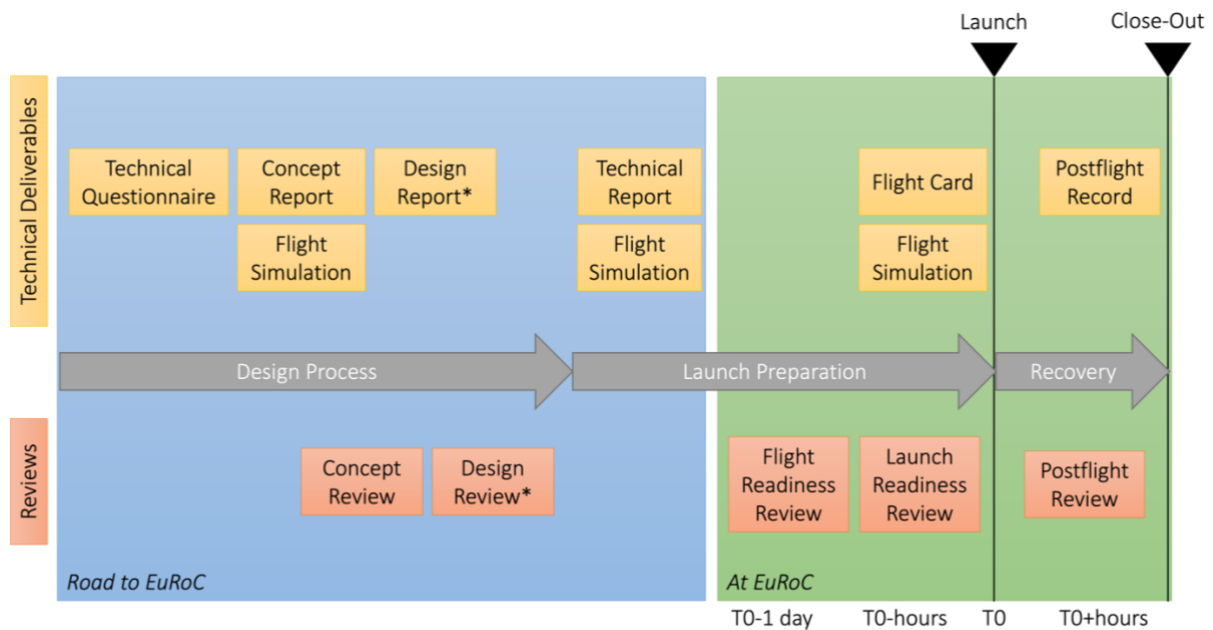 Launch
Close-Out
Technical Deliverables
Technical
Questionnaire
Concept
Report
Design
Report*
Technical
Report
Flight Card
Postflight
Record
Flight
Simulation
Flight
Simulation
Flight
Simulation
Design Process
Launch Preparation
Recovery
Reviews
Concept
Review
Design
Review*
Flight
Readiness
Review
Launch
Readiness
Review
Postflight
Review
Road to EuRoC
At EuRoC
T0-1 day
T0-hours
T0
T0+hours